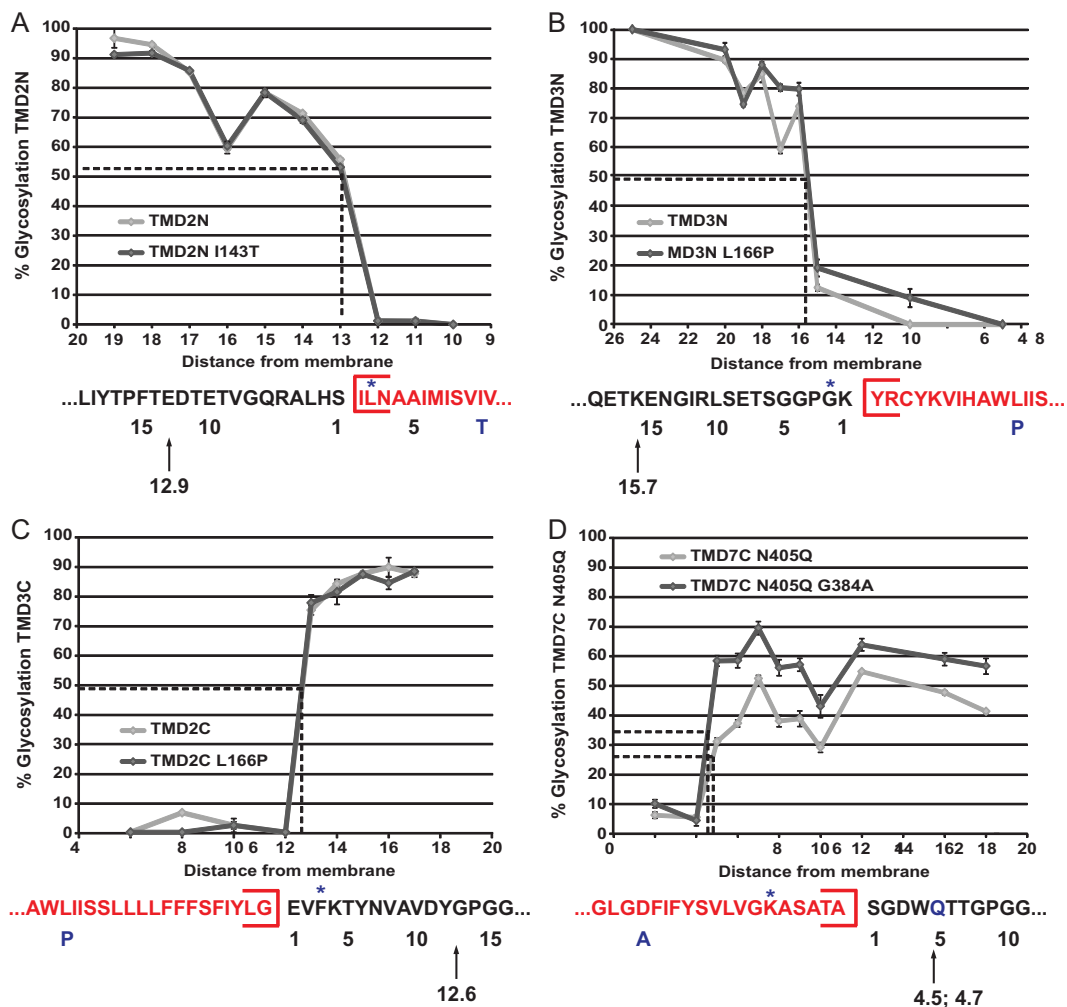 A
% Glycosylation TMD2N
100
90
80
70
60
50
40
30
20
10
0
TMD2N
TMD2N I143T
20 19 18 17 16 15 14 13 12 11 10 9
Distance from membrane
*
...LIYTPFTEDTETVGQRALHS ILNAAIMISVIV...
15 10 1 5 T
12.9
B
% Glycosylation TMD3N
100
90
80
70
60
50
40
30
20
10
0
TMD3N
MD3N L166P
26 24 22 20 18 16 14 12 10 6 4 8
Distance from membrane
*
...QETKENGIRLSETSGGPGK YRCYKVIHAWLIIS...
15 10 5 1 P
15.7
C
% Glycosylation TMD3C
100
90
80
70
60
50
40
30
20
10
0
TMD2C
TMD2C L166P
4 8 10 6 12 14 16 18 20
Distance from membrane
*
...AWLIISSLLLLFFFSFIYLG EVFKTYNVAVDYGPGG...
P 1 5 10 15
12.6
D
% Glycosylation TMD7C N405Q
100
90
80
70
60
50
40
30
20
10
0
TMD7C N405Q
TMD7C N405Q G384A
0 8 10 6 12 44 162 18 20
Distance from membrane
*
...GLGDFIFYSVLVGKASATA SGDWQTTGPGG...
A 1 5 10
4.5; 4.7